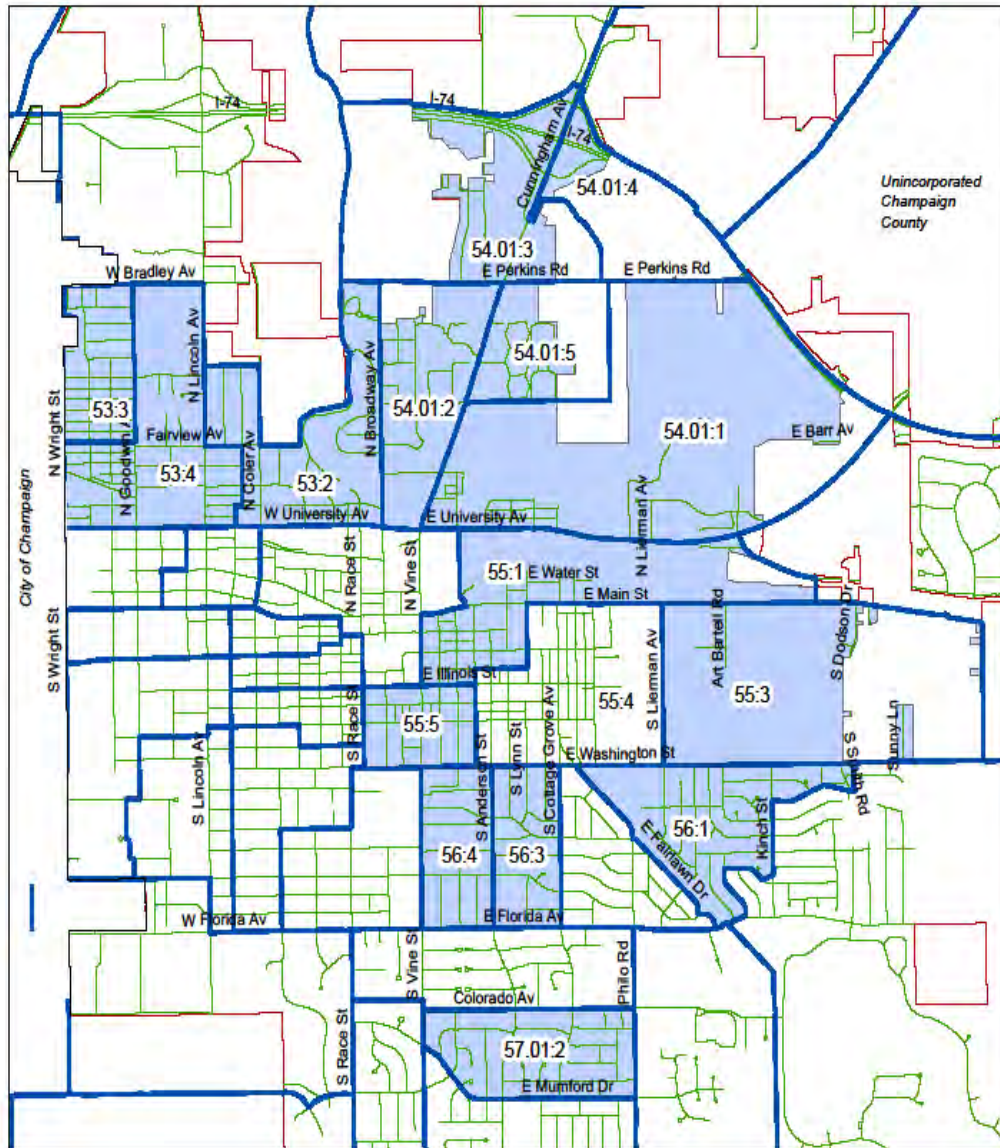 I-74
I-74
Cunningham Av
54.01:4
Unincorporated
Champaign
County
54.01:3
W Bradley Av
E Perkins Rd
E Perkins Rd
N Lincoln Av
N Broadway Av
54.01:5
N Wright St
53:3
54.01:2
N Goodwin A
Fairview Av
54.01:1
E Barr Av
53:4
N Coler Av
53:2
W University Av
E University Av
N Lierman Av
City of Champaign
N Race St
N Vine St
55:1
E Water St
E Main St
S Wright St
Art Bartell Rd
S Dodson Dr
E Illinois St
S Lierman Av
55:4
55:3
S Race St
55:5
S Lincoln Av
S Anderson St
S Lynn St
S Cottage Grove Av
E Washington St
S Smith Rd
Sunny Ln
56:4
56:3
56:1
Kinch St
E Fairlawn Dr
W Florida Av
E Florida Av
S Vine St
Philo Rd
Colorado Av
S Race St
57.01:2
E Mumford Dr